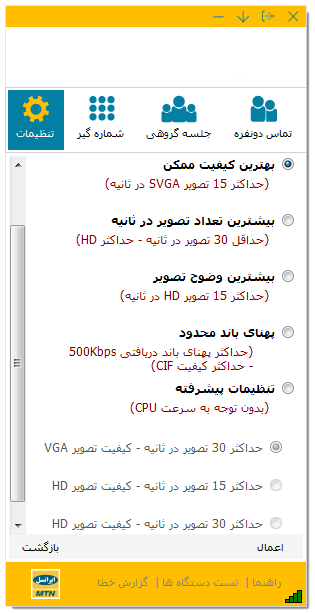 تماس دونفره
جلسه گروهی
شماره گیر
تنظیمات
بهترین کیفیت ممکن
(حداکثر 15 تصویر SVGA در ثانیه)
بیشترین تعداد تصویر در ثانیه
(حداقل 30 تصویر در ثانیه - حداکثر HD)
بیشترین وضوح تصویر
(حداکثر 15 تصویر HD در ثانیه)
پهنای باند محدود
(حداکثر پهنای باند دریافتی 500Kbps
- حداکثر کیفیت CIF)
تنظیمات پیشرفته
(بدون توجه به سرعت CPU)
حداکثر 30 تصویر در ثانیه - کیفیت تصویر VGA
حداکثر 15 تصویر در ثانیه - کیفیت تصویر HD
حداکثر 30 تصویر در ثانیه - کیفیت تصویر HD
اعمال
بازگشت
راهنما | تست دستگاه ها | گزارش خطا
ایرانسل
MTN